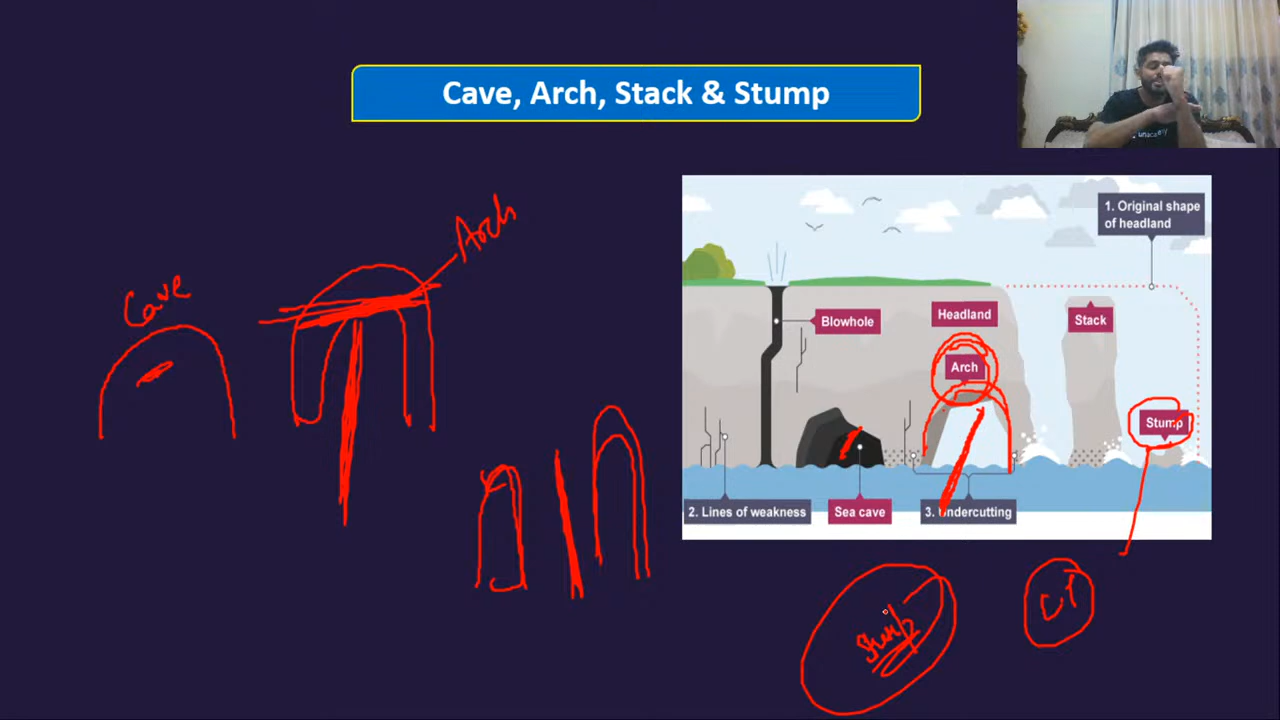 Cave, Arch, Stack & Stump
unacademy
Arch
Cave
1. Original shape
of headland
Blowhole
Headland
Stack
Arch
Stump
2. Lines of weakness
Sea cave
3. Undercutting